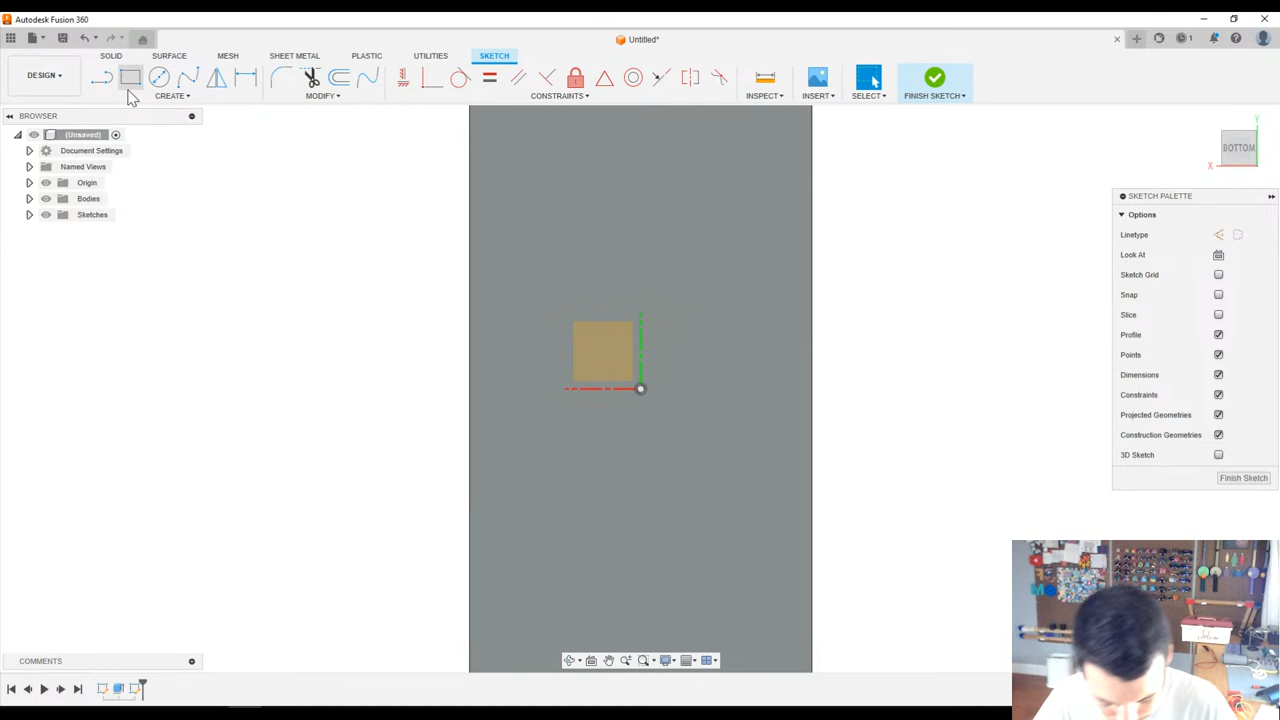 Autodesk Fusion 360
Untitled*
1
DESIGN
SOLID
SURFACE
MESH
SHEET METAL
PLASTIC
UTILITIES
SKETCH
CREATE
MODIFY
CONSTRAINTS
INSPECT
INSERT
SELECT
FINISH SKETCH
BROWSER
(Unsaved)
Document Settings
Named Views
Origin
Bodies
Sketches
Y
BOTTOM
X
SKETCH PALETTE
Options
Linetype
Look At
Sketch Grid
Snap
Slice
Profile
Points
Dimensions
Constraints
Projected Geometries
Construction Geometries
3D Sketch
Finish Sketch
COMMENTS